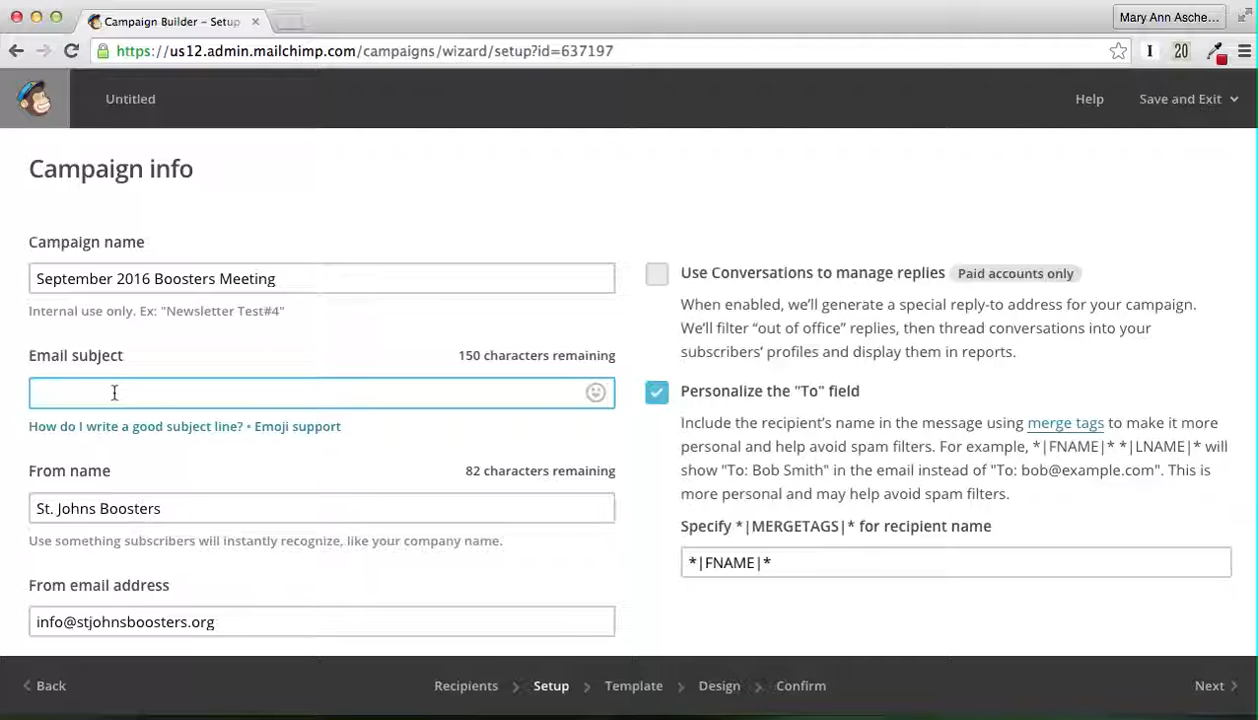 Campaign Builder – Setup
Mary Ann Asche...
https://us12.admin.mailchimp.com/campaigns/wizard/setup?id=637197
20
Untitled
Help
Save and Exit
Campaign info
Campaign name
September 2016 Boosters Meeting
Internal use only. Ex: "Newsletter Test#4"
Email subject
150 characters remaining
How do I write a good subject line? • Emoji support
From name
82 characters remaining
St. Johns Boosters
Use something subscribers will instantly recognize, like your company name.
From email address
info@stjohnsboosters.org
Use Conversations to manage replies
Paid accounts only
When enabled, we'll generate a special reply-to address for your campaign.
We'll filter “out of office” replies, then thread conversations into your
subscribers' profiles and display them in reports.
Personalize the "To" field
Include the recipient's name in the message using merge tags to make it more
personal and help avoid spam filters. For example, *|FNAME|* *|LNAME|* will
show "To: Bob Smith" in the email instead of "To: bob@example.com". This is
more personal and may help avoid spam filters.
Specify *|MERGETAGS|* for recipient name
*|FNAME|*
Back
Recipients
Setup
Template
Design
Confirm
Next